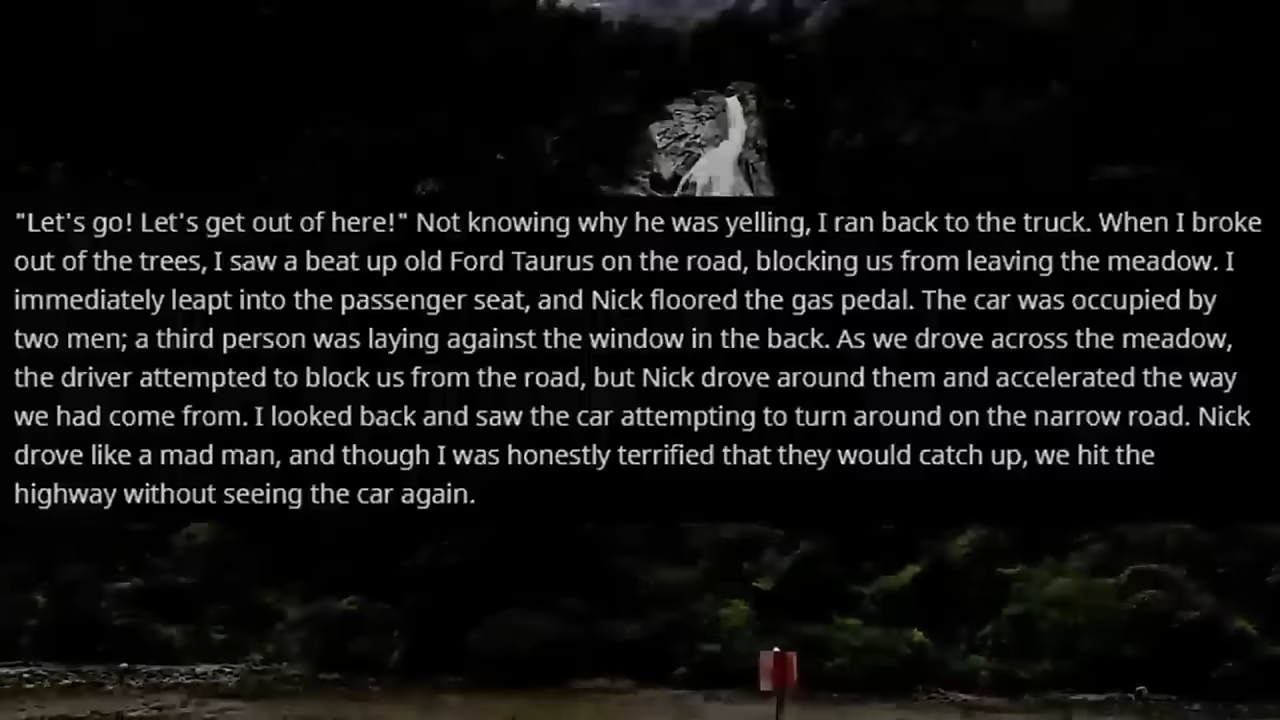 "Let's go! Let's get out of here!" Not knowing why he was yelling, I ran back to the truck. When I broke
out of the trees, I saw a beat up old Ford Taurus on the road, blocking us from leaving the meadow. I
immediately leapt into the passenger seat, and Nick floored the gas pedal. The car was occupied by
two men; a third person was laying against the window in the back. As we drove across the meadow,
the driver attempted to block us from the road, but Nick drove around them and accelerated the way
we had come from. I looked back and saw the car attempting to turn around on the narrow road. Nick
drove like a mad man, and though I was honestly terrified that they would catch up, we hit the
highway without seeing the car again.